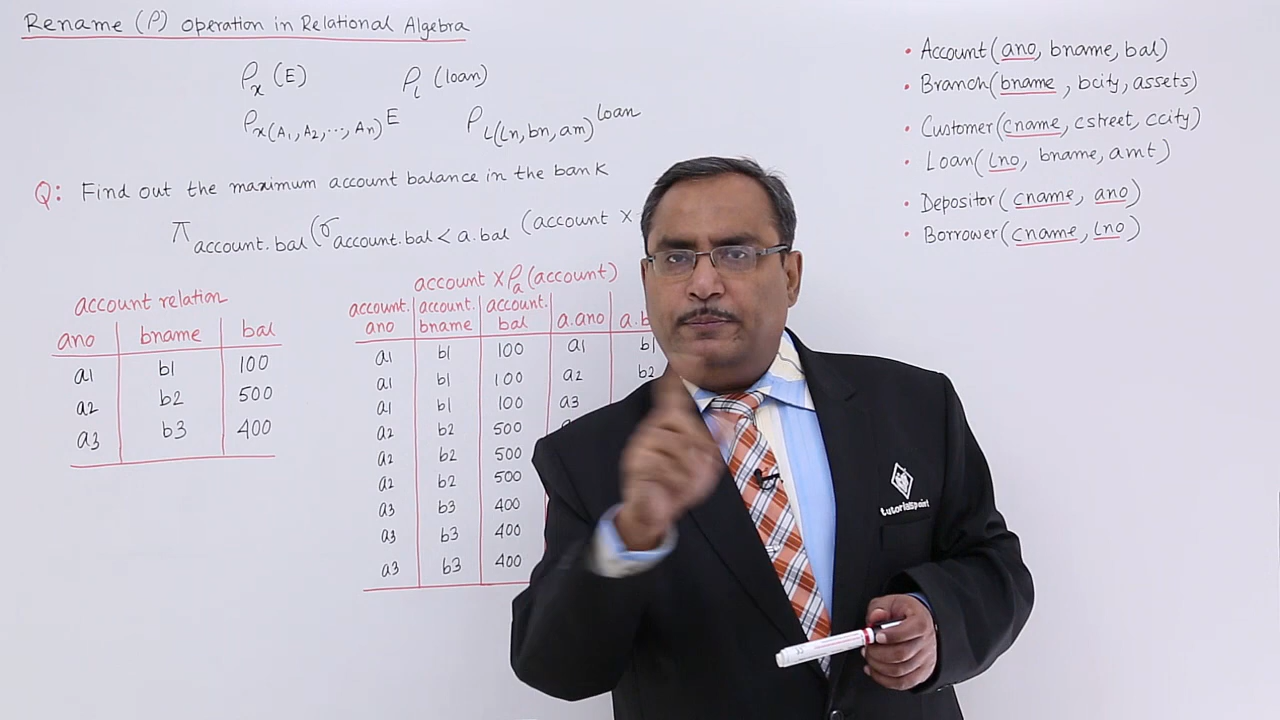 Rename (ρ) operation in Relational Algebra
ρx (E) ρl (loan)
ρx(A1, A2, ..., An) E ρL(Ln, bn, am) loan
Q: Find out the maximum account balance in the bank
π account.bal (σ account.bal < a.bal (account ×
account relation
ano bname bal
a1 b1 100
a2 b2 500
a3 b3 400
account × ρa (account)
account.ano account.bname account.bal a.ano a.b
a1 b1 100 a1 b1
a1 b1 100 a2 b2
a1 b1 100 a3
a2 b2 500
a2 b2 500
a2 b2 500
a3 b3 400
a3 b3 400
a3 b3 400
• Account(ano, bname, bal)
• Branch(bname, bcity, assets)
• Customer(cname, cstreet, ccity)
• Loan(lno, bname, amt)
• Depositor(cname, ano)
• Borrower(cname, lno)
tutorialspoint